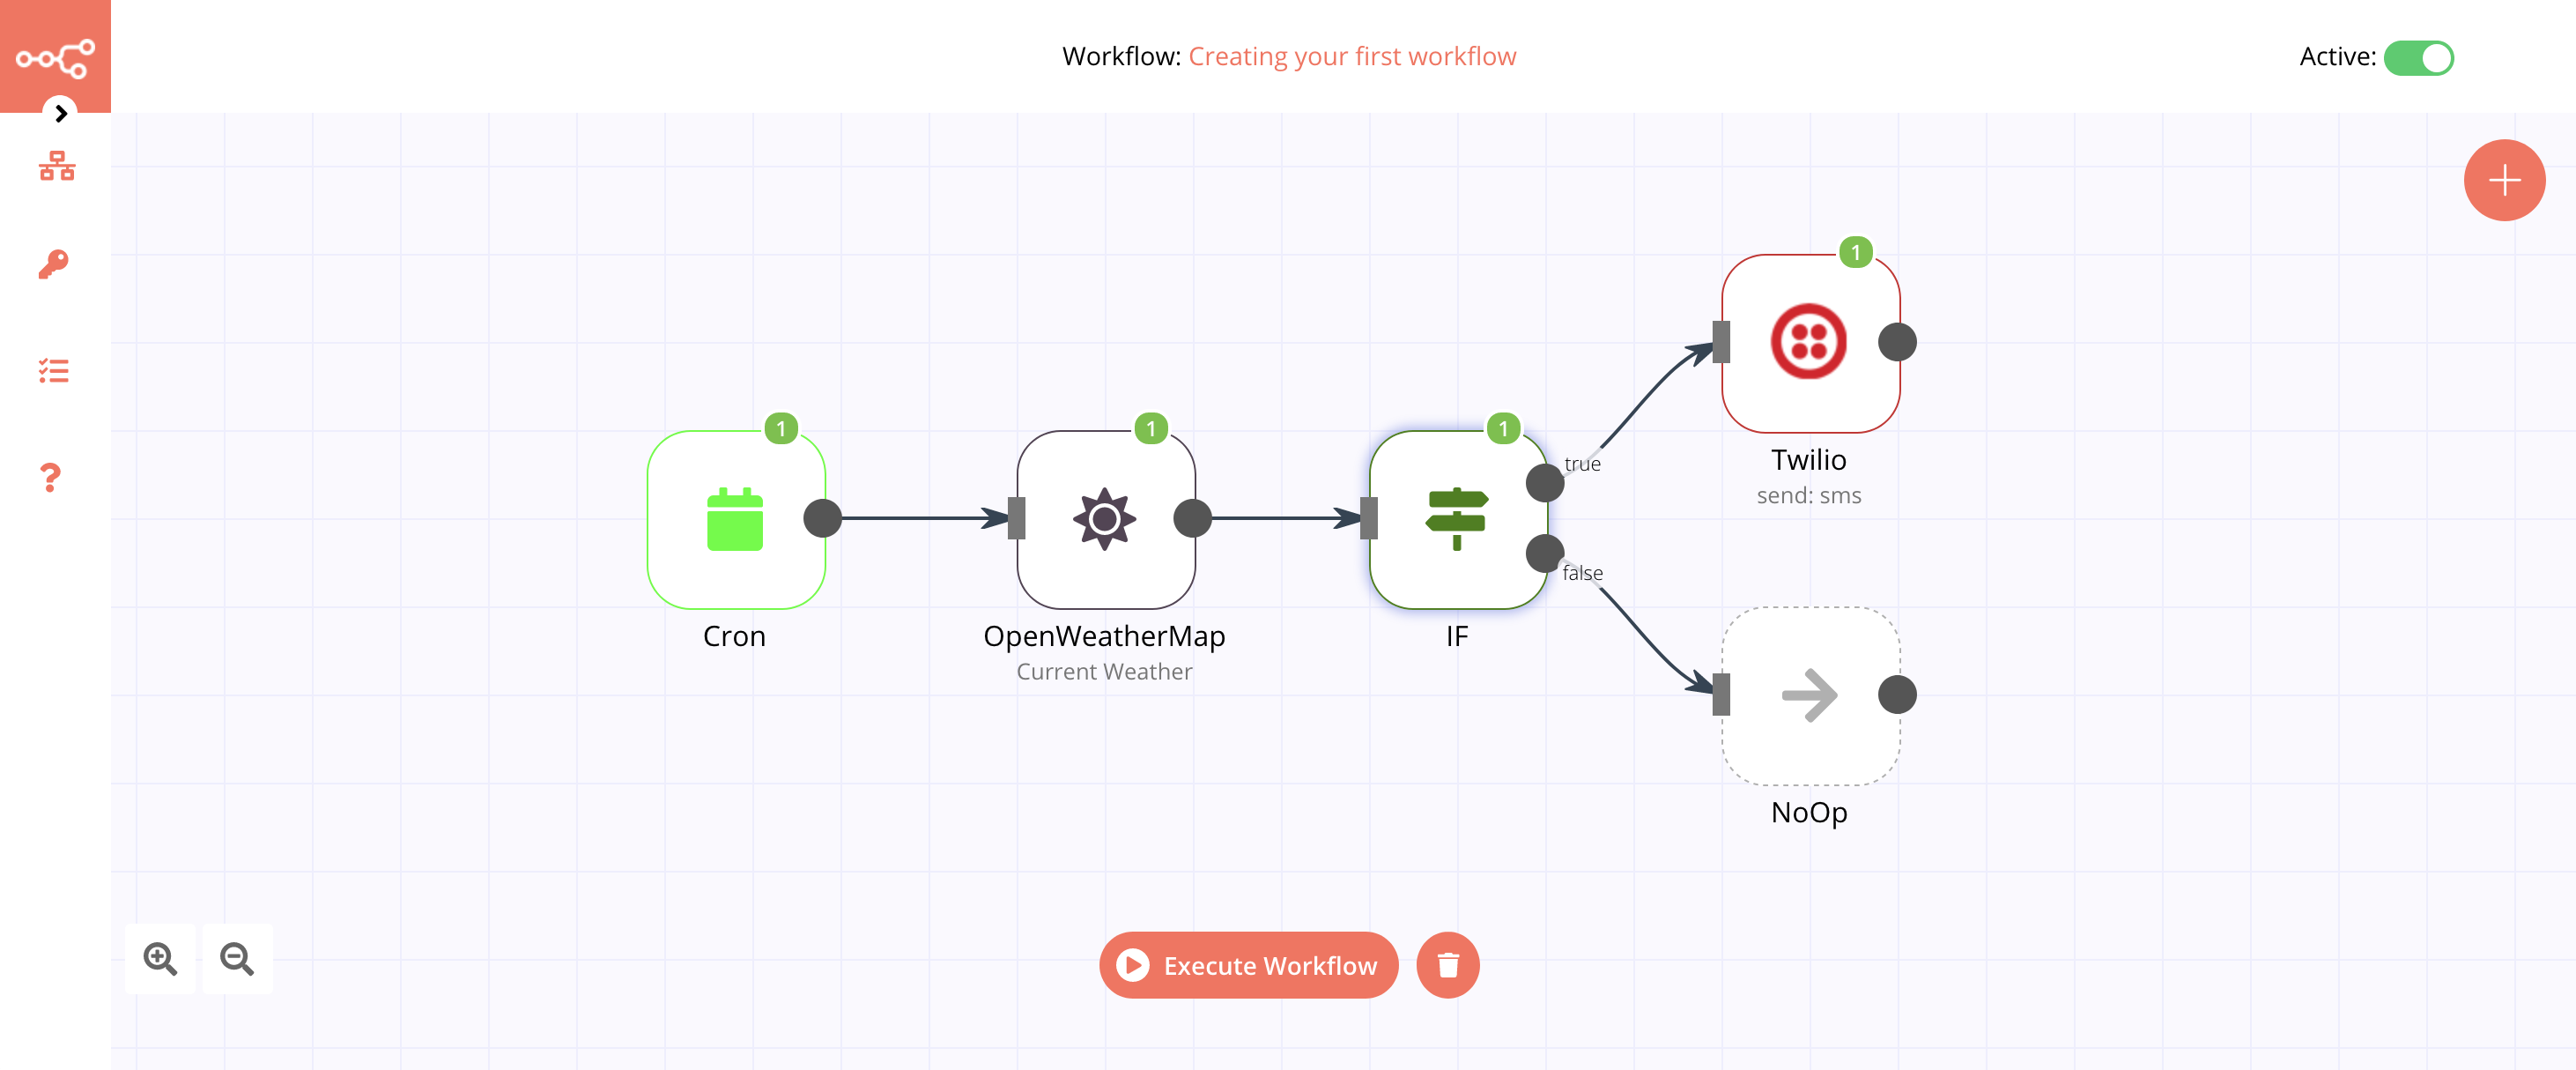 Workflow: Creating your first workflow
Active:
1
Twilio
send: sms
1
Cron
1
OpenWeatherMap
Current Weather
1
IF
true
false
NoOp
Execute Workflow